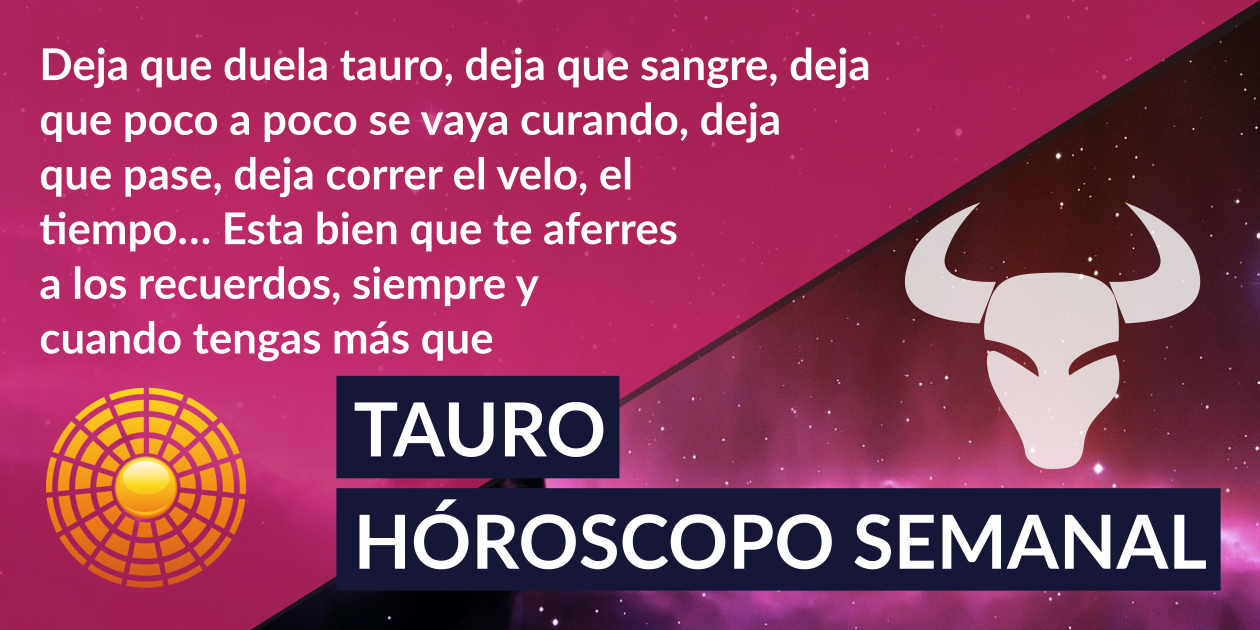 Deja que duela tauro, deja que sangre, deja
que poco a poco se vaya curando, deja
que pase, deja correr el velo, el
tiempo... Esta bien que te aferres
a los recuerdos, siempre y
cuando tengas más que
TAURO
HÓROSCOPO SEMANAL